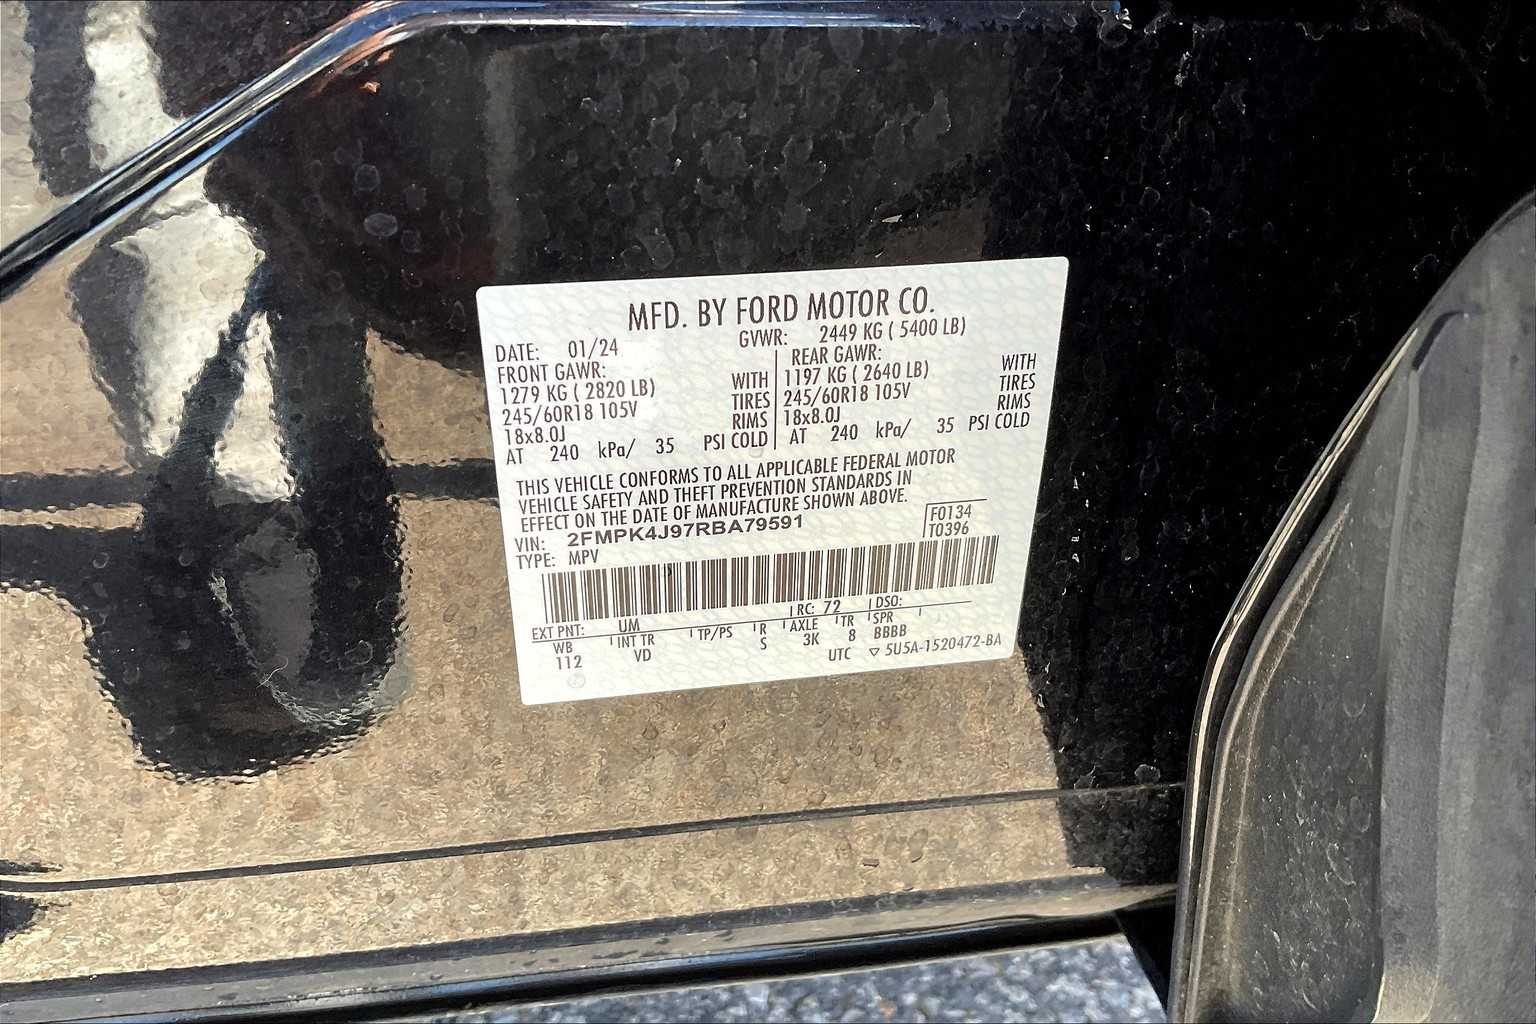 MFD. BY FORD MOTOR CO.
DATE: 01/24 GVWR: 2449 KG ( 5400 LB)
FRONT GAWR: REAR GAWR:
1279 KG ( 2820 LB) WITH 1197 KG ( 2640 LB) WITH
245/60R18 105V TIRES 245/60R18 105V TIRES
18x8.0J RIMS 18x8.0J RIMS
AT 240 kPa/ 35 PSI COLD AT 240 kPa/ 35 PSI COLD
THIS VEHICLE CONFORMS TO ALL APPLICABLE FEDERAL MOTOR
VEHICLE SAFETY AND THEFT PREVENTION STANDARDS IN
EFFECT ON THE DATE OF MANUFACTURE SHOWN ABOVE.
VIN: 2FMPK4J97RBA79591 F0134
TYPE: MPV T0396
EXT PNT: UM RC: 72 DSO:
WB INT TR TP/PS R AXLE TR SPR
112 VD S 3K 8 BBBB
UTC ▽ 5U5A-1520472-BA